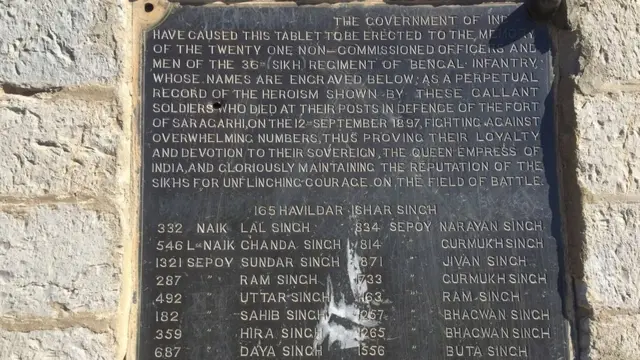 THE GOVERNMENT OF
HAVE CAUSED THIS TABLET TO BE ERECTED TO THE MEMORY
OF THE TWENTY ONE NON-COMMISSIONED OFFICERS AND
MEN OF THE 36TH (SIKH) REGIMENT OF BENGAL INFANTRY,
WHOSE NAMES ARE ENGRAVED BELOW, AS A PERPETUAL
RECORD OF THE HEROISM SHOWN BY THESE GALLANT
SOLDIERS WHO DIED AT THEIR POSTS IN DEFENCE OF THE FORT
OF SARAGARHI, ON THE 12TH SEPTEMBER 1897, FIGHTING AGAINST
OVERWHELMING NUMBERS, THUS PROVING THEIR LOYALTY
AND DEVOTION TO THEIR SOVEREIGN, THE QUEEN EMPRESS OF
INDIA, AND GLORIOUSLY MAINTAINING THE REPUTATION OF THE
SIKHS FOR UNFLINCHING COURAGE ON THE FIELD OF BATTLE.
165 HAVILDAR ISHAR SINGH
332 NAIK LAL SINGH 834 SEPOY NARAYAN SINGH
546 L-NAIK CHANDA SINGH 814 " GURMUKH SINGH
1321 SEPOY SUNDAR SINGH 871 " JIVAN SINGH
287 " RAM SINGH 1733 " GURMUKH SINGH
492 " UTTAR SINGH " RAM SINGH
182 " SAHIB SINGH " BHAGWAN SINGH
359 " HIRA SINGH 1265 " BHAGWAN SINGH
687 " DAYA SINGH 1556 " BUTA SINGH